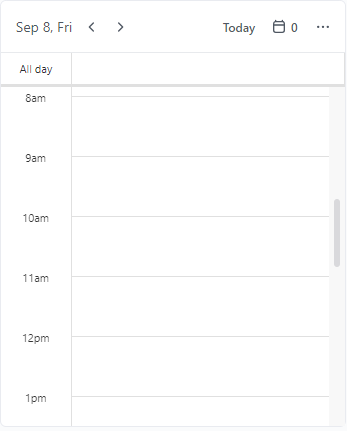 Sep 8, Fri Today 0
All day
8am
9am
10am
11am
12pm
1pm